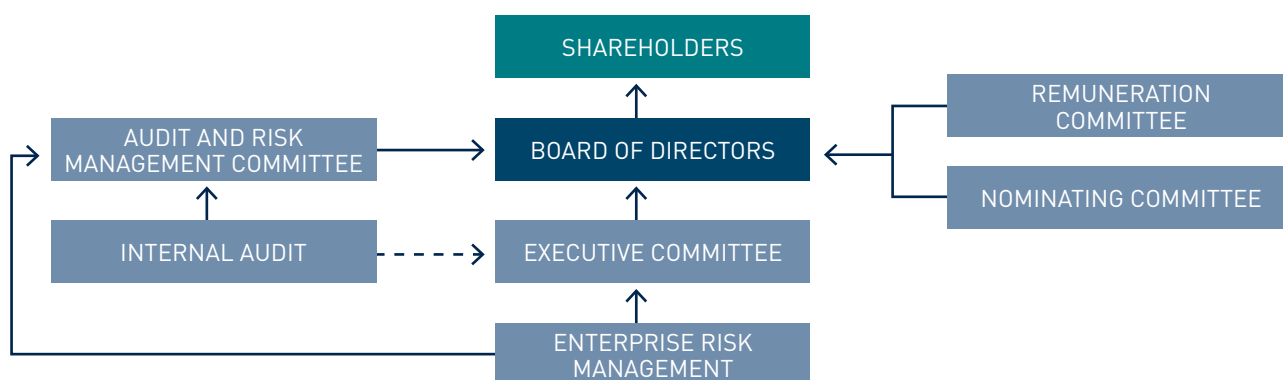 SHAREHOLDERS
REMUNERATION
COMMITTEE
AUDIT AND RISK
MANAGEMENT COMMITTEE
BOARD OF DIRECTORS
NOMINATING COMMITTEE
INTERNAL AUDIT
EXECUTIVE COMMITTEE
ENTERPRISE RISK
MANAGEMENT